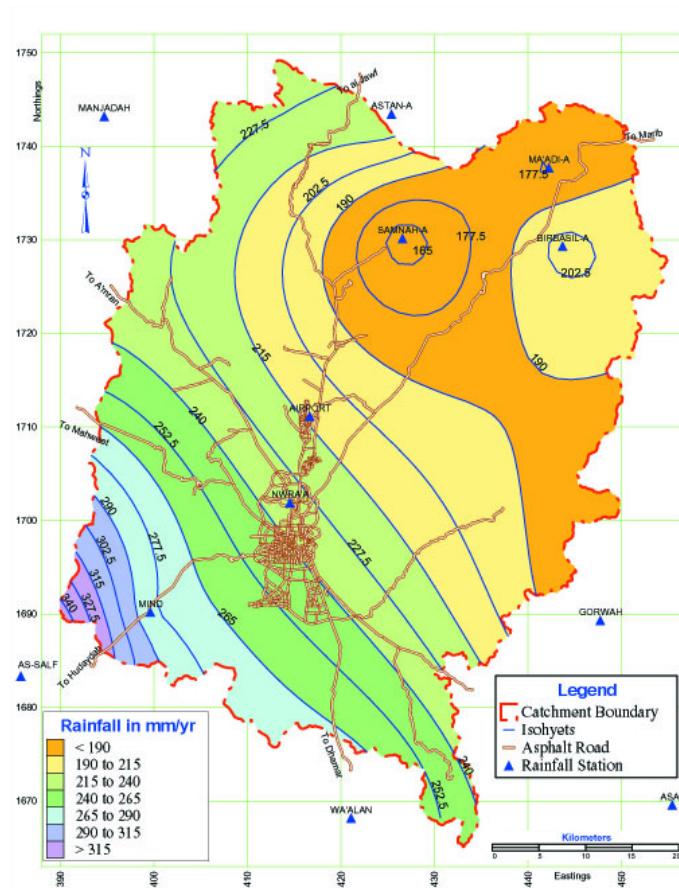 1750
1740
1730
1720
1710
1700
1690
1680
1670
Northings
MANJADAH
N
To al Jawf
ASTAN-A
227.5
To Marib
MA'ADI-A
177.5
202.5
190
SAMNAH-A
165
177.5
BIRBASIL-A
202.5
190
To A'mran
215
AIRPORT
240
252.5
To Mahweet
NWRA'A
227.5
290
302.5
277.5
315
327.5
340
MIND
265
To Hudaydah
GORWAH
AS-SALF
To Dhamar
240
252.5
WA'ALAN
ASA
Legend
Catchment Boundary
Isohyets
Asphalt Road
Rainfall Station
Rainfall in mm/yr
< 190
190 to 215
215 to 240
240 to 265
265 to 290
290 to 315
> 315
Kilometers
0 5 10 15 20
390 400 410 420 430 440 450
Eastings